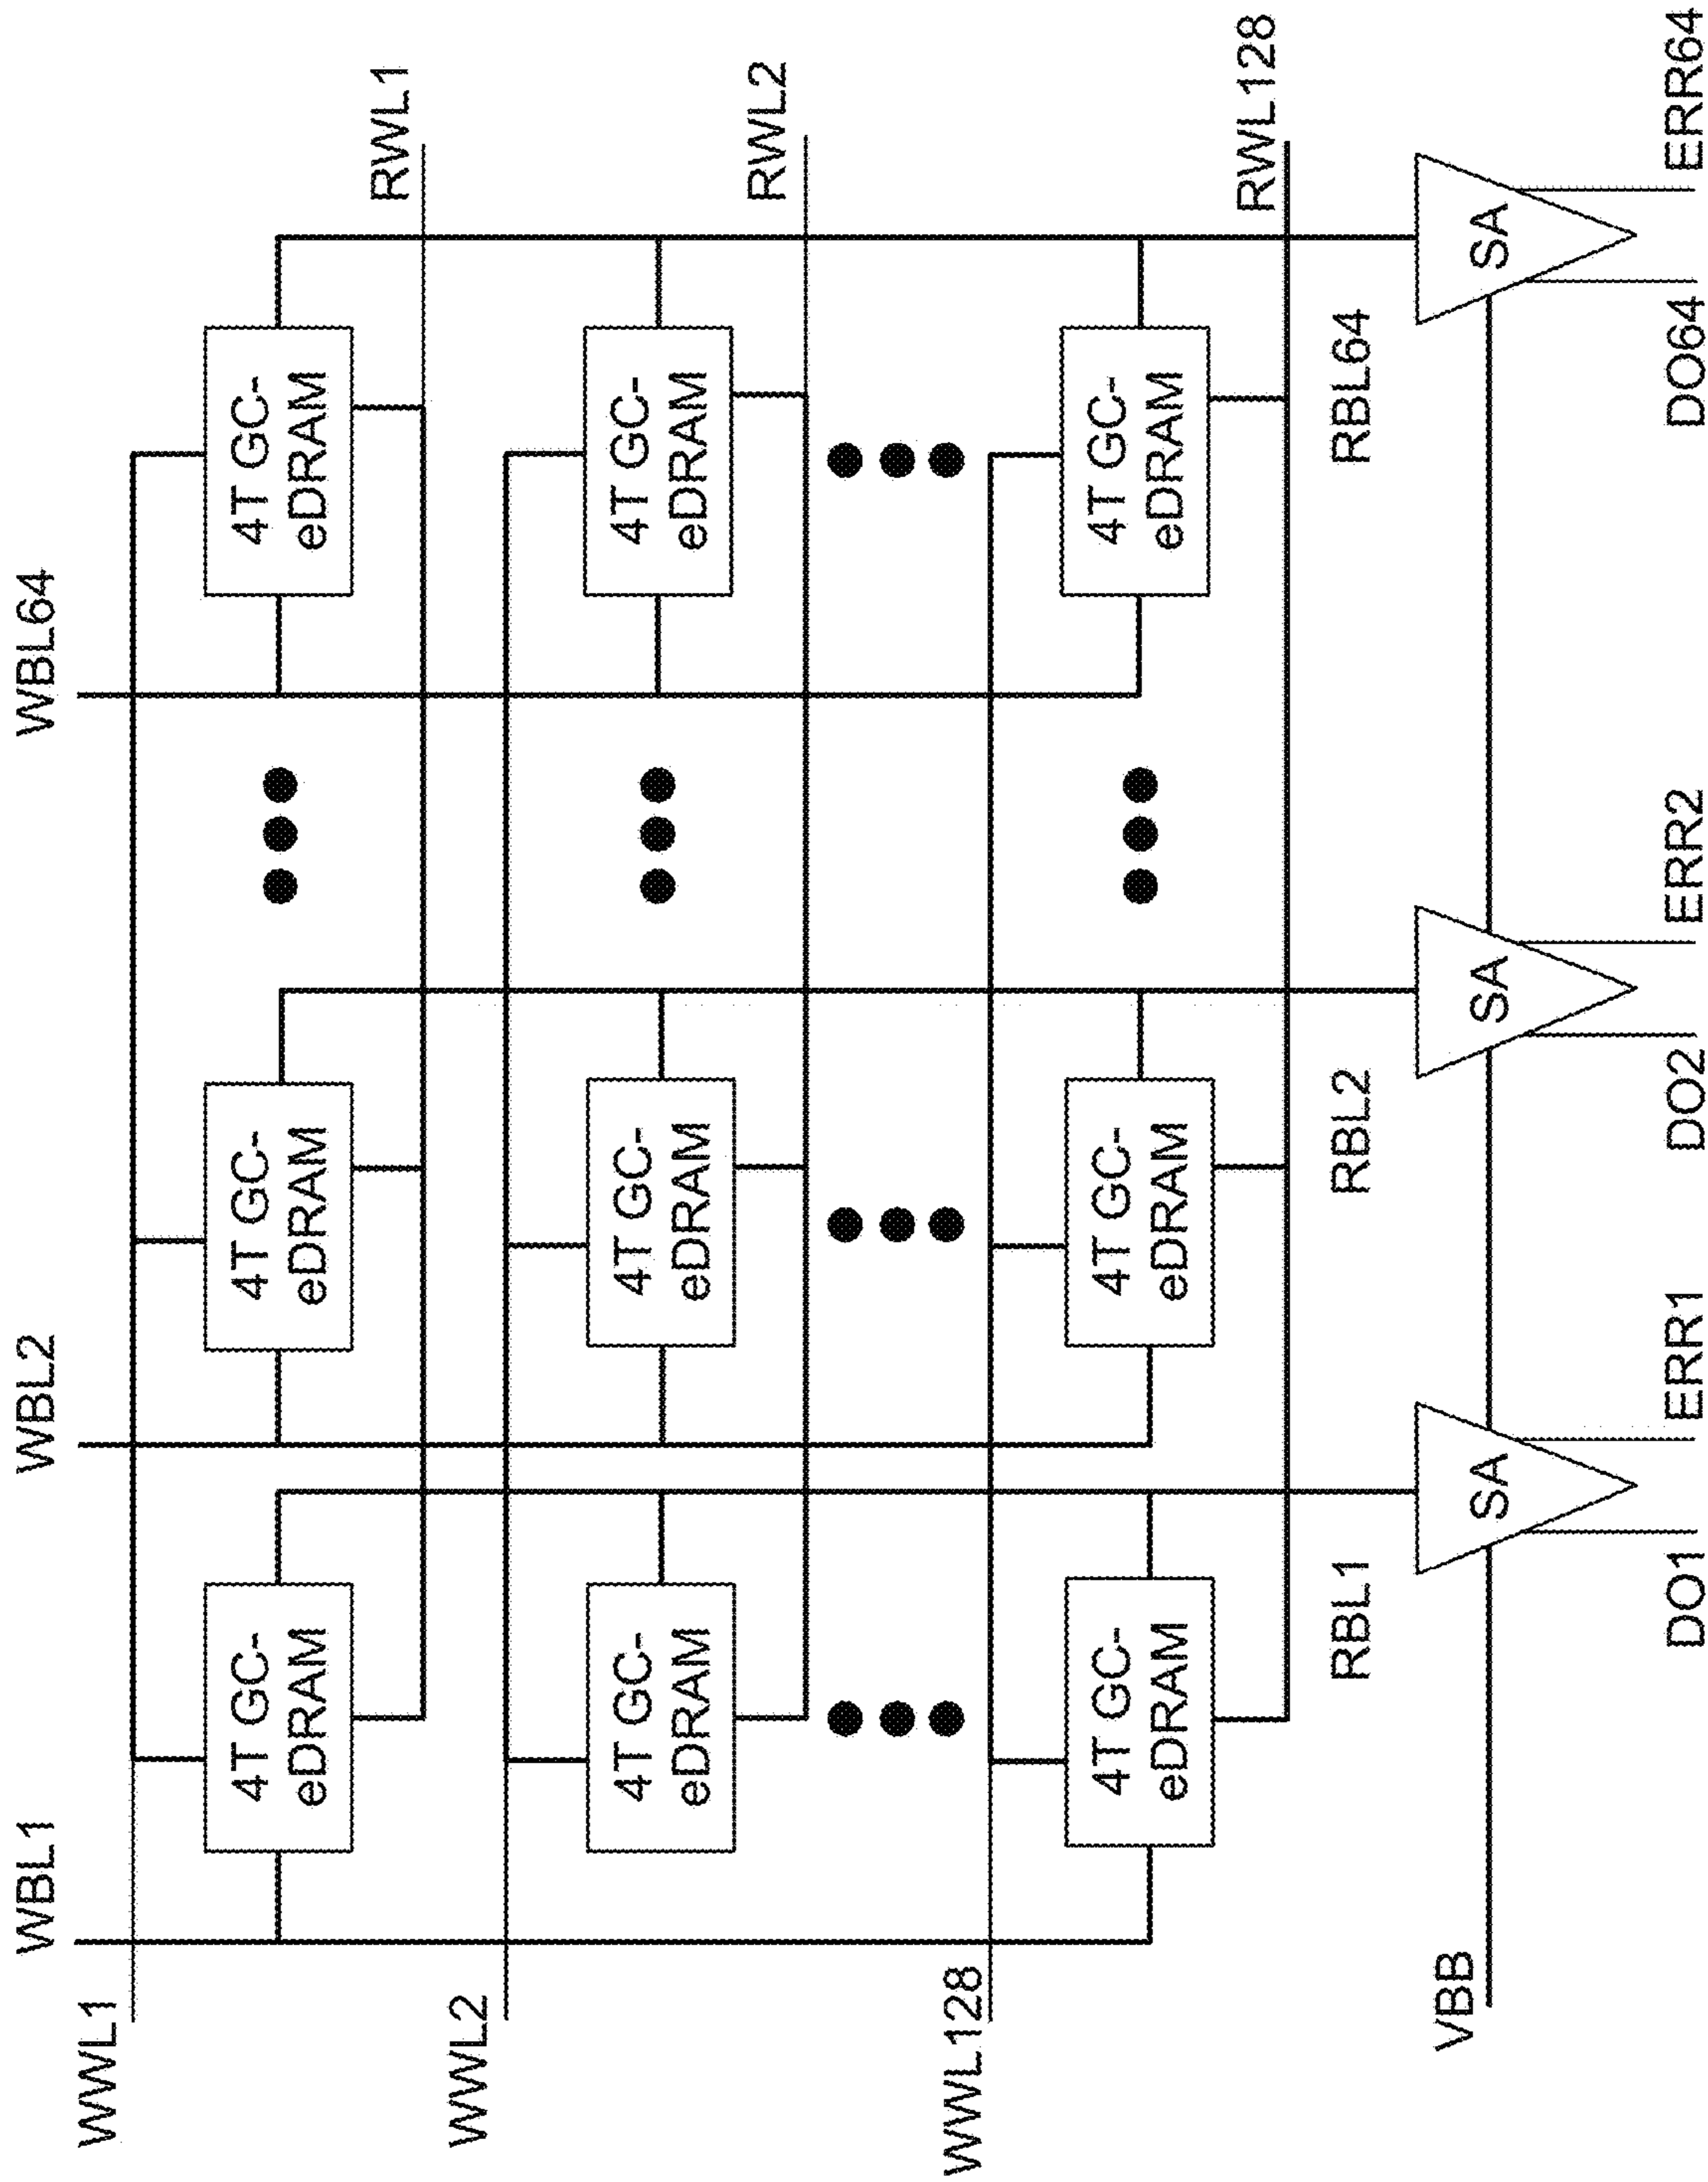 WBL1
WBL2
WBL64
WWL1
4T GC-
eDRAM
4T GC-
eDRAM
4T GC-
eDRAM
RWL1
WWL2
4T GC-
eDRAM
4T GC-
eDRAM
4T GC-
eDRAM
RWL2
WWL128
4T GC-
eDRAM
4T GC-
eDRAM
4T GC-
eDRAM
RWL128
RBL1
RBL2
RBL64
VBB
SA
SA
SA
DO1
ERR1
DO2
ERR2
DO64
ERR64